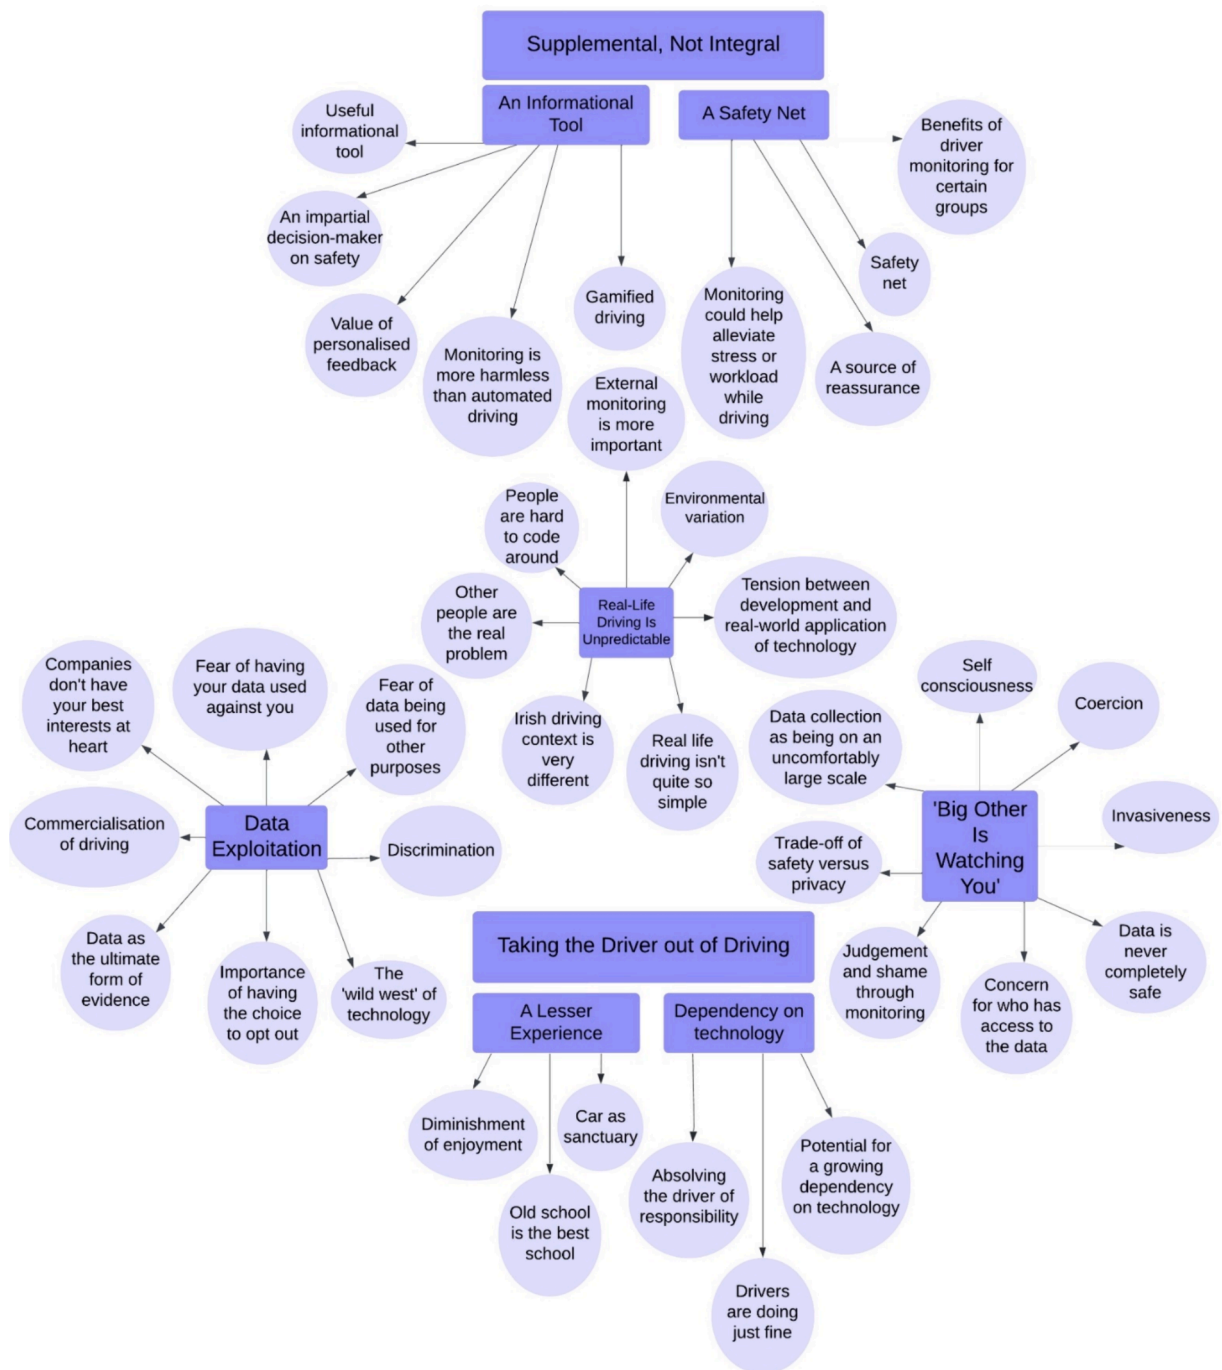 Supplemental, Not Integral
An Informational
Tool
A Safety Net
Useful
informational
tool
An impartial
decision-maker
on safety
Value of
personalised
feedback
Monitoring is
more harmless
than automated
driving
Gamified
driving
Monitoring
could help
alleviate
stress or
workload
while
driving
A source of
reassurance
Safety
net
Benefits of
driver
monitoring for
certain
groups
External
monitoring
is more
important
People
are hard
to code
around
Environmental
variation
Other
people are
the real
problem
Real-Life
Driving Is
Unpredictable
Tension between
development and
real-world application
of technology
Irish driving
context is
very
different
Real life
driving isn't
quite so
simple
Companies
don't have
your best
interests at
heart
Fear of having
your data used
against you
Fear of
data being
used for
other
purposes
Commercialisation
of driving
Data
Exploitation
Discrimination
Data as
the ultimate
form of
evidence
Importance
of having
the choice
to opt out
The
'wild west' of
technology
Self
consciousness
Coercion
Data collection
as being on an
uncomfortably
large scale
'Big Other
Is
Watching
You'
Invasiveness
Trade-off of
safety versus
privacy
Judgement
and shame
through
monitoring
Concern
for who has
access to
the data
Data is
never
completely
safe
Taking the Driver out of Driving
A Lesser
Experience
Dependency on
technology
Diminishment
of enjoyment
Old school
is the best
school
Car as
sanctuary
Absolving
the driver of
responsibility
Drivers
are doing
just fine
Potential for
a growing
dependency
on technology